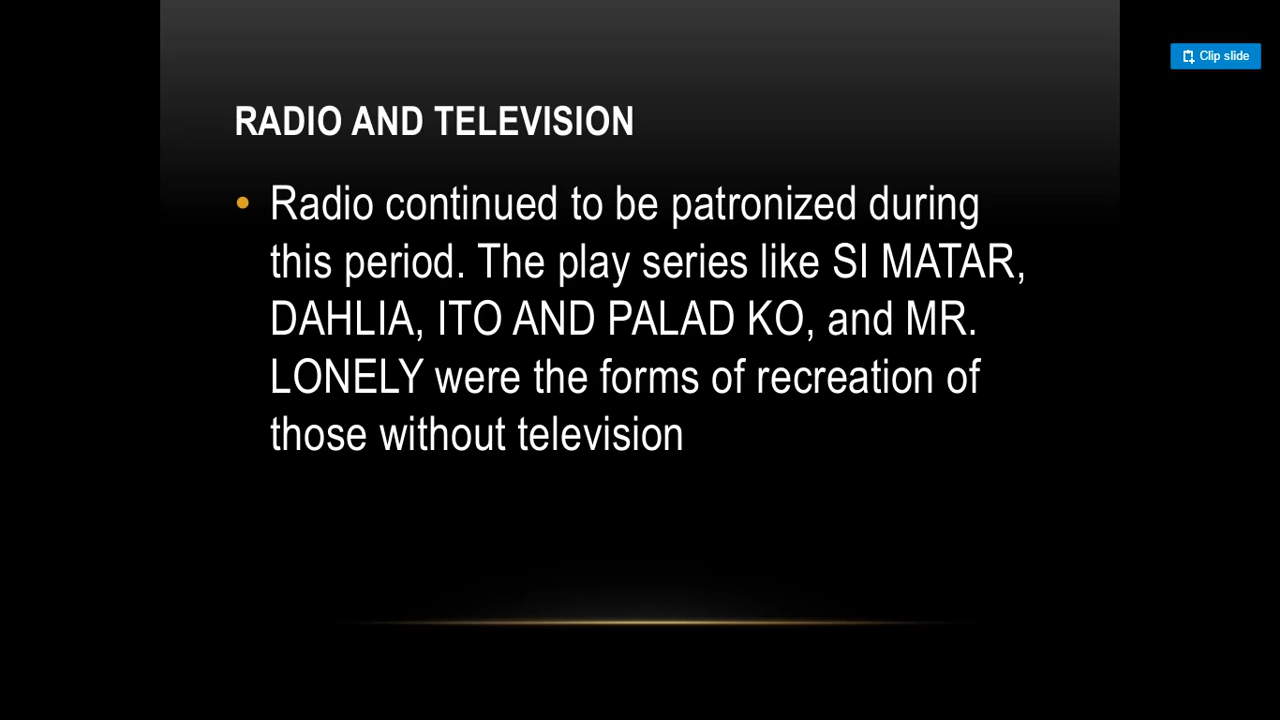 Clip slide
RADIO AND TELEVISION
• Radio continued to be patronized during
this period. The play series like SI MATAR,
DAHLIA, ITO AND PALAD KO, and MR.
LONELY were the forms of recreation of
those without television